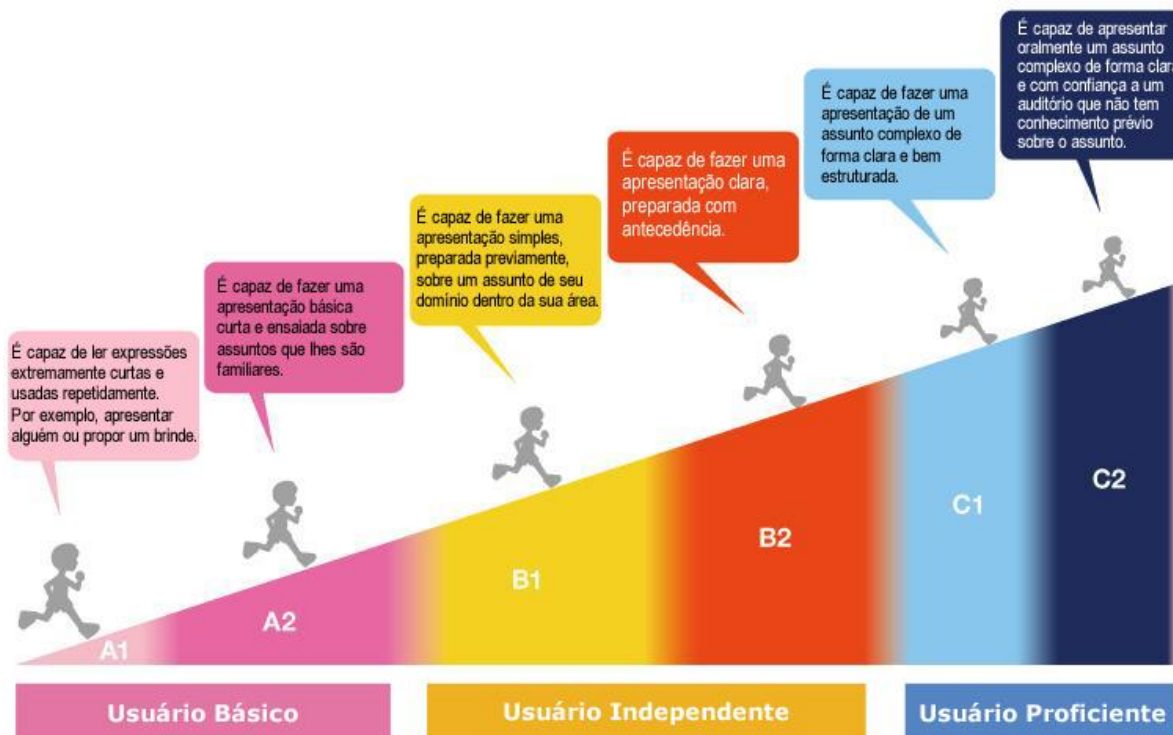 É capaz de ler expressões
extremamente curtas e
usadas repetidamente.
Por exemplo, apresentar
alguém ou propor um brinde.
É capaz de fazer uma
apresentação básica
curta e ensaiada sobre
assuntos que lhes são
familiares.
É capaz de fazer uma
apresentação simples,
preparada previamente,
sobre um assunto de seu
domínio dentro da sua área.
É capaz de fazer uma
apresentação clara,
preparada com
antecedência.
É capaz de fazer uma
apresentação de um
assunto complexo de
forma clara e bem
estruturada.
É capaz de apresentar
oralmente um assunto
complexo de forma clara
e com confiança a um
auditório que não tem
conhecimento prévio
sobre o assunto.
A1
A2
B1
B2
C1
C2
Usuário Básico
Usuário Independente
Usuário Proficiente